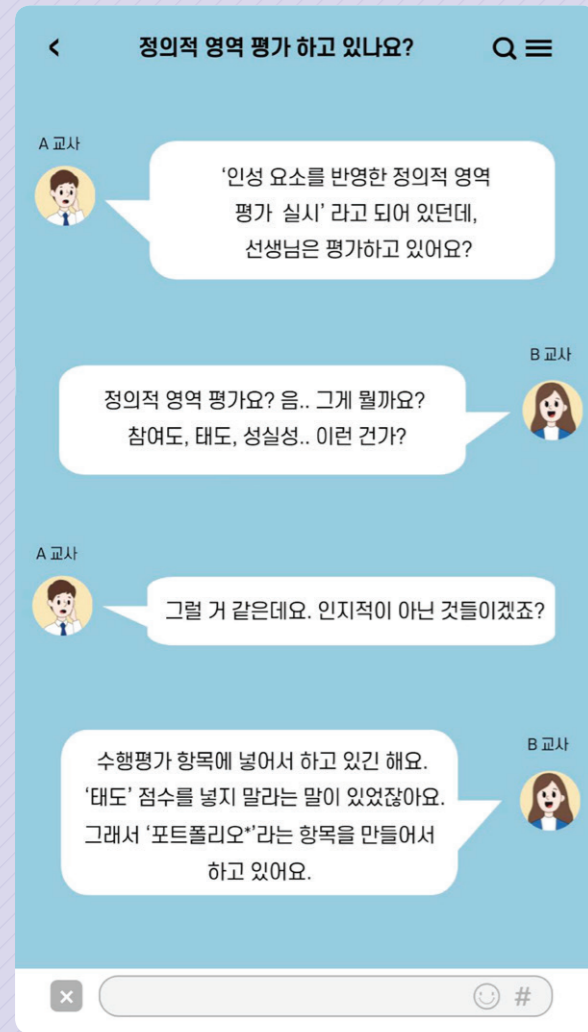 정의적 영역 평가 하고 있나요?
A 교사
'인성 요소를 반영한 정의적 영역
평가 실시' 라고 되어 있던데,
선생님은 평가하고 있어요?
B 교사
정의적 영역 평가요? 음.. 그게 뭘까요?
참여도, 태도, 성실성.. 이런 건가?
A 교사
그럴 거 같은데요. 인지적이 아닌 것들이겠죠?
B 교사
수행평가 항목에 넣어서 하고 있긴 해요.
'태도' 점수를 넣지 말라는 말이 있었잖아요.
그래서 '포트폴리오*'라는 항목을 만들어서
하고 있어요.
#